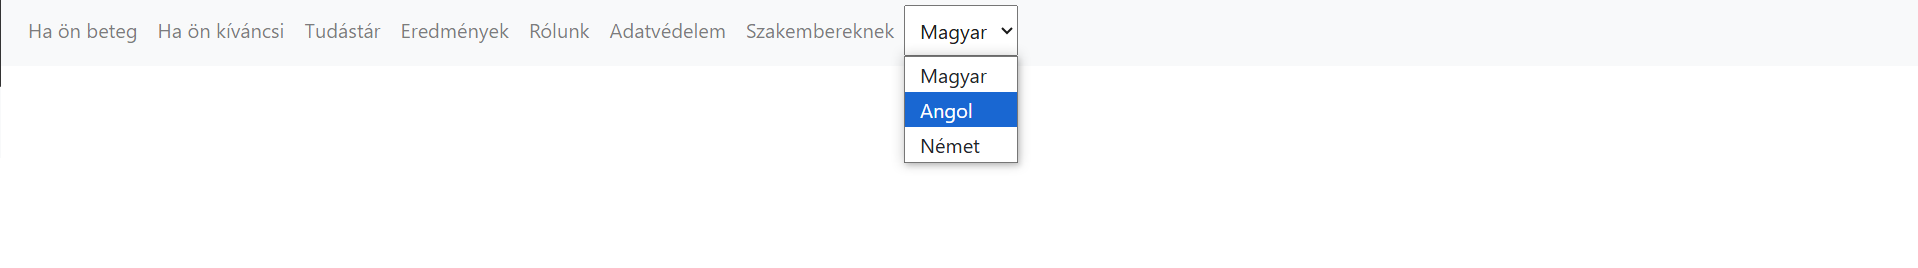 Ha ön beteg Ha ön kíváncsi Tudástár Eredmények Rólunk Adatvédelem Szakembereknek Magyar
Magyar
Angol
Német